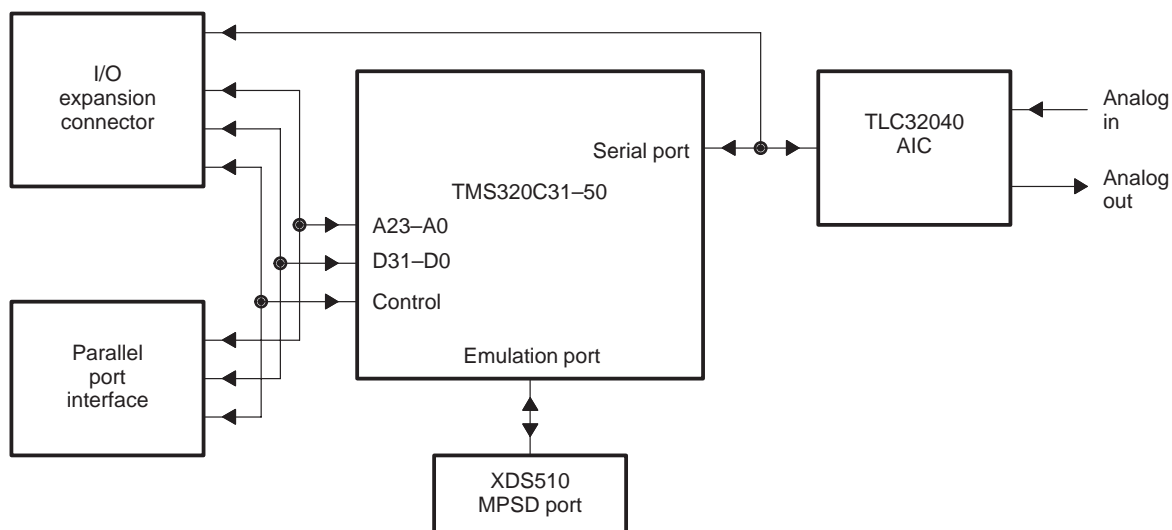 I/O
expansion
connector
TLC32040
AIC
Analog
in
Analog
out
Serial port
TMS320C31–50
A23–A0
D31–D0
Control
Emulation port
Parallel
port
interface
XDS510
MPSD port